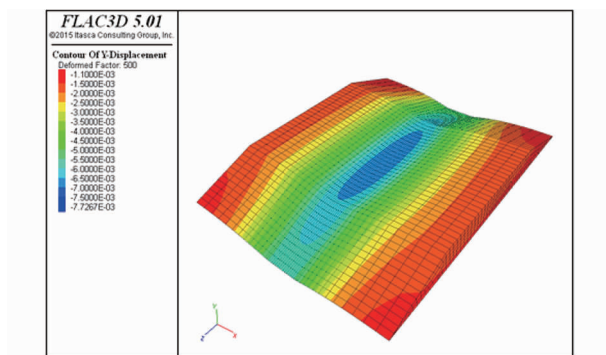 FLAC3D 5.01
©2015 Itasca Consulting Group, Inc.
Contour Of Y-Displacement
Deformed Factor: 500
-1.1000E-03
-1.5000E-03
-2.0000E-03
-2.5000E-03
-3.0000E-03
-3.5000E-03
-4.0000E-03
-4.5000E-03
-5.0000E-03
-5.5000E-03
-6.0000E-03
-6.5000E-03
-7.0000E-03
-7.5000E-03
-7.7267E-03
Y
Z
X